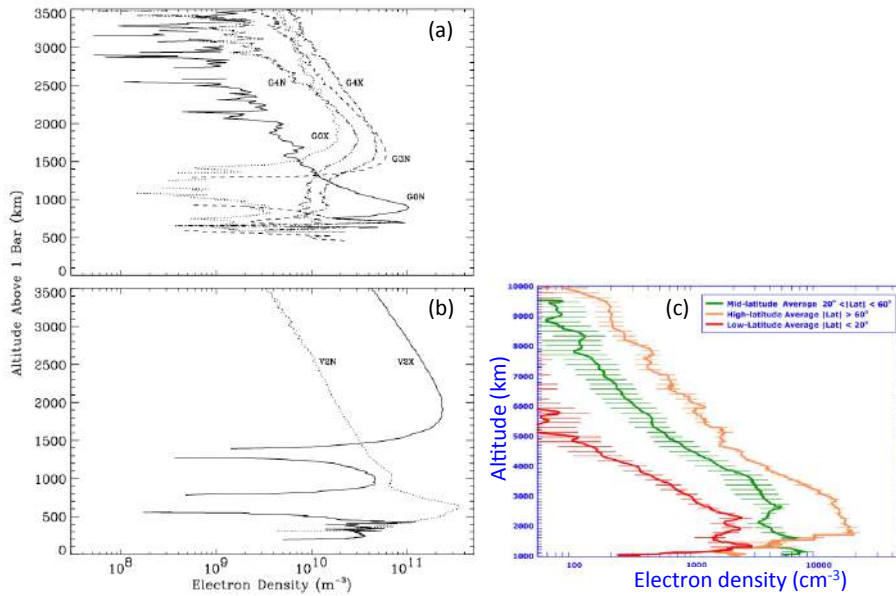 (a)
3500
3000
2500
2000
1500
1000
500
0
G4N
G4X
G0X
G3N
G0N
Altitude Above 1 Bar (km)
(b)
3500
3000
2500
2000
1500
1000
500
0
V2N
V2X
10⁸
10⁹
10¹⁰
10¹¹
Electron Density (m⁻³)
(c)
Mid-latitude Average 20° <|Lat| < 60°
High-latitude Average |Lat| > 60°
Low-Latitude Average |Lat| < 20°
Altitude (km)
10000
9000
8000
7000
6000
5000
4000
3000
2000
1000
100
1000
10000
Electron density (cm⁻³)